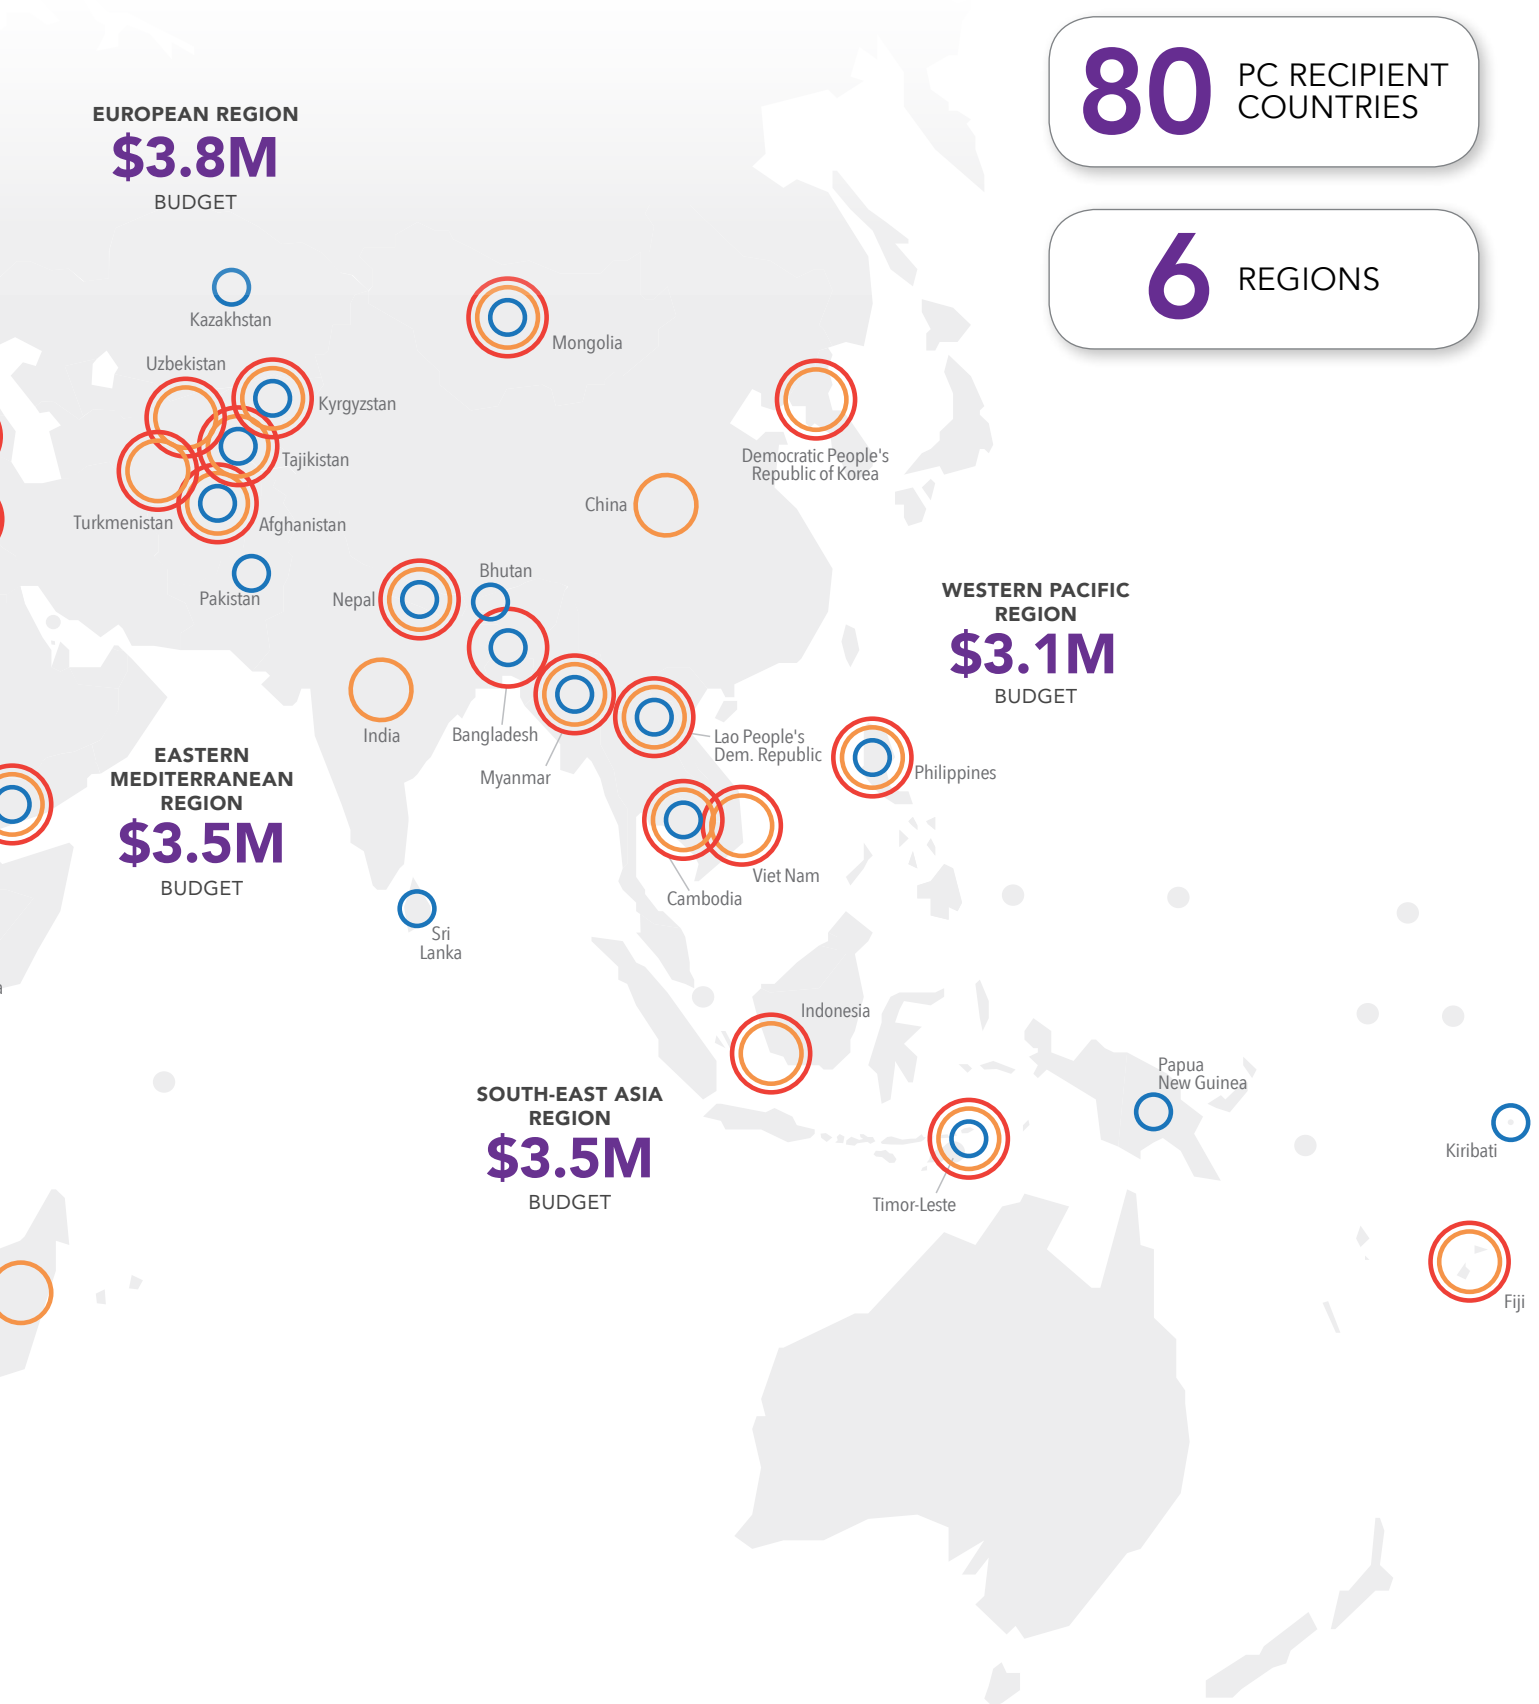 80
PC RECIPIENT
COUNTRIES
6
REGIONS
EUROPEAN REGION
$3.8M
BUDGET
Kazakhstan
Mongolia
Uzbekistan
Kyrgyzstan
Tajikistan
Turkmenistan
Afghanistan
Pakistan
Democratic People's
Republic of Korea
China
Nepal
Bhutan
India
Bangladesh
Myanmar
Lao People's
Dem. Republic
WESTERN PACIFIC
REGION
$3.1M
BUDGET
Philippines
EASTERN
MEDITERRANEAN
REGION
$3.5M
BUDGET
Viet Nam
Cambodia
Sri
Lanka
Indonesia
SOUTH-EAST ASIA
REGION
$3.5M
BUDGET
Papua
New Guinea
Kiribati
Timor-Leste
Fiji